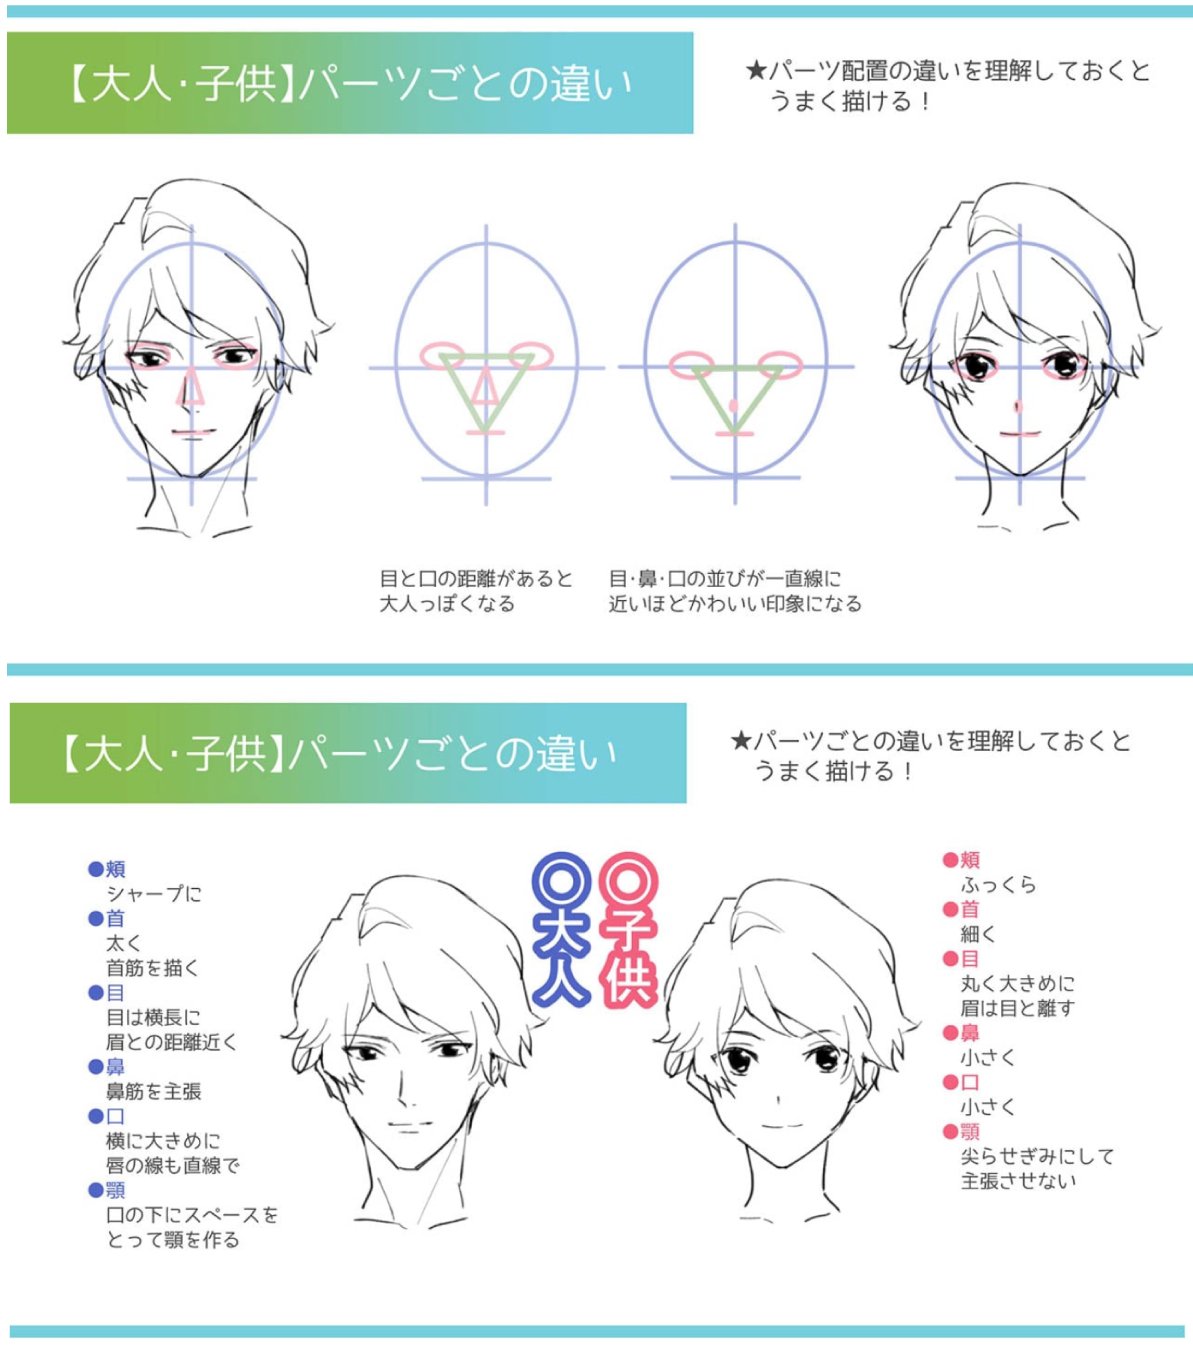 【大人・子供】パーツごとの違い
★パーツ配置の違いを理解しておくと
うまく描ける！
目と口の距離があると
大人っぽくなる
目・鼻・口の並びが一直線に
近いほどかわいい印象になる
【大人・子供】パーツごとの違い
★パーツごとの違いを理解しておくと
うまく描ける！
●頬
シャープに
●首
太く
首筋を描く
●目
目は横長に
眉との距離近く
●鼻
鼻筋を主張
●口
横に大きめに
唇の線も直線で
●顎
口の下にスペースを
とって顎を作る
◎大人
◎子供
●頬
ふっくら
●首
細く
●目
丸く大きめに
眉は目と離す
●鼻
小さく
●口
小さく
●顎
尖らせぎみにして
主張させない